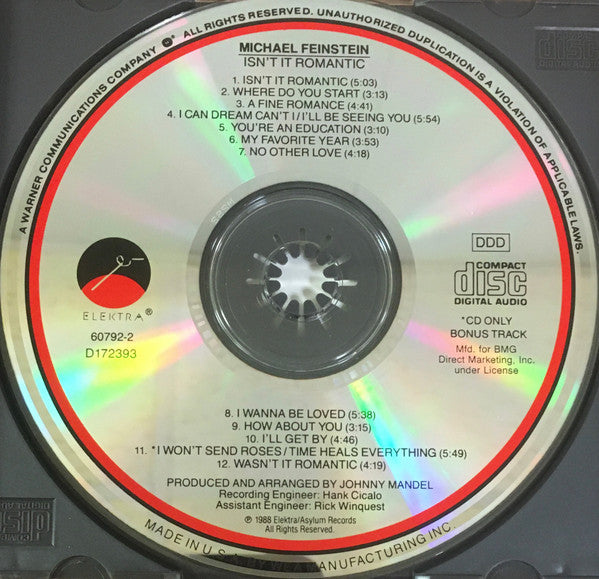 A WARNER COMMUNICATIONS COMPANY ALL RIGHTS RESERVED. UNAUTHORIZED DUPLICATION IS A VIOLATION OF APPLICABLE LAWS.
MICHAEL FEINSTEIN
ISN'T IT ROMANTIC
1. ISN'T IT ROMANTIC (5:03)
2. WHERE DO YOU START (3:13)
3. A FINE ROMANCE (4:41)
4. I CAN DREAM CAN'T I/I'LL BE SEEING YOU (5:54)
5. YOU'RE AN EDUCATION (3:10)
6. MY FAVORITE YEAR (3:53)
7. NO OTHER LOVE (4:18)
ELEKTRA®
60792-2
D172393
DDD
COMPACT
disc
DIGITAL AUDIO
*CD ONLY
BONUS TRACK
Mfd. for BMG
Direct Marketing, Inc.
under License
8. I WANNA BE LOVED (5:38)
9. HOW ABOUT YOU (3:15)
10. I'LL GET BY (4:46)
11. *I WON'T SEND ROSES/TIME HEALS EVERYTHING (5:49)
12. WASN'T IT ROMANTIC (4:19)
PRODUCED AND ARRANGED BY JOHNNY MANDEL
Recording Engineer: Hank Cicalo
Assistant Engineer: Rick Winquest
℗ 1988 Elektra/Asylum Records
All Rights Reserved.
MADE IN U.S. MANUFACTURING INC.